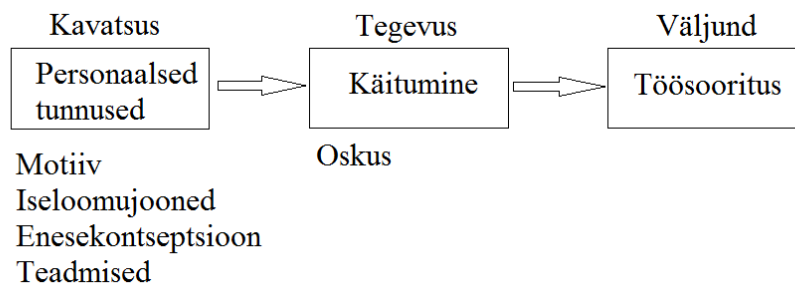 Kavatsus
Tegevus
Väljund
Personaalsed
tunnused
Käitumine
Töösooritus
Motiiv
Iseloomujooned
Enesekontseptsioon
Teadmised
Oskus